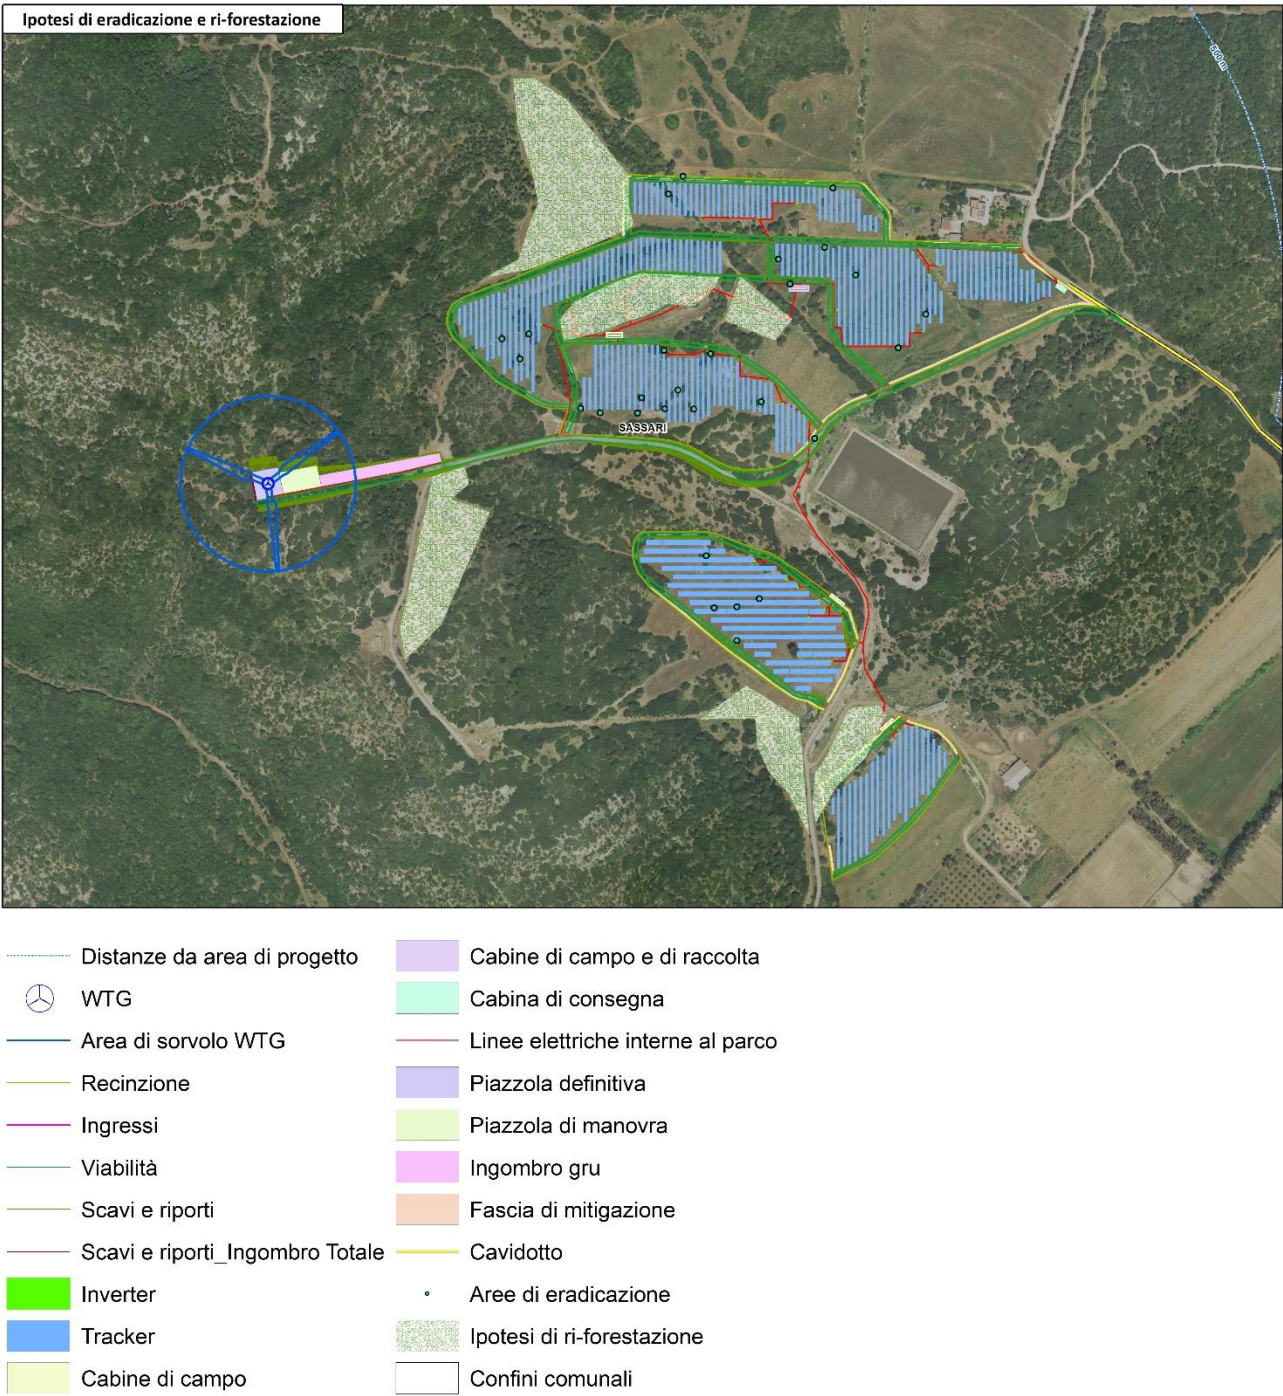 Ipotesi di eradicazione e ri-forestazione
500 m
SASSARI
Distanze da area di progetto
WTG
Area di sorvolo WTG
Recinzione
Ingressi
Viabilità
Scavi e riporti
Scavi e riporti_Ingombro Totale
Inverter
Tracker
Cabine di campo
Cabine di campo e di raccolta
Cabina di consegna
Linee elettriche interne al parco
Piazzola definitiva
Piazzola di manovra
Ingombro gru
Fascia di mitigazione
Cavidotto
Aree di eradicazione
Ipotesi di ri-forestazione
Confini comunali